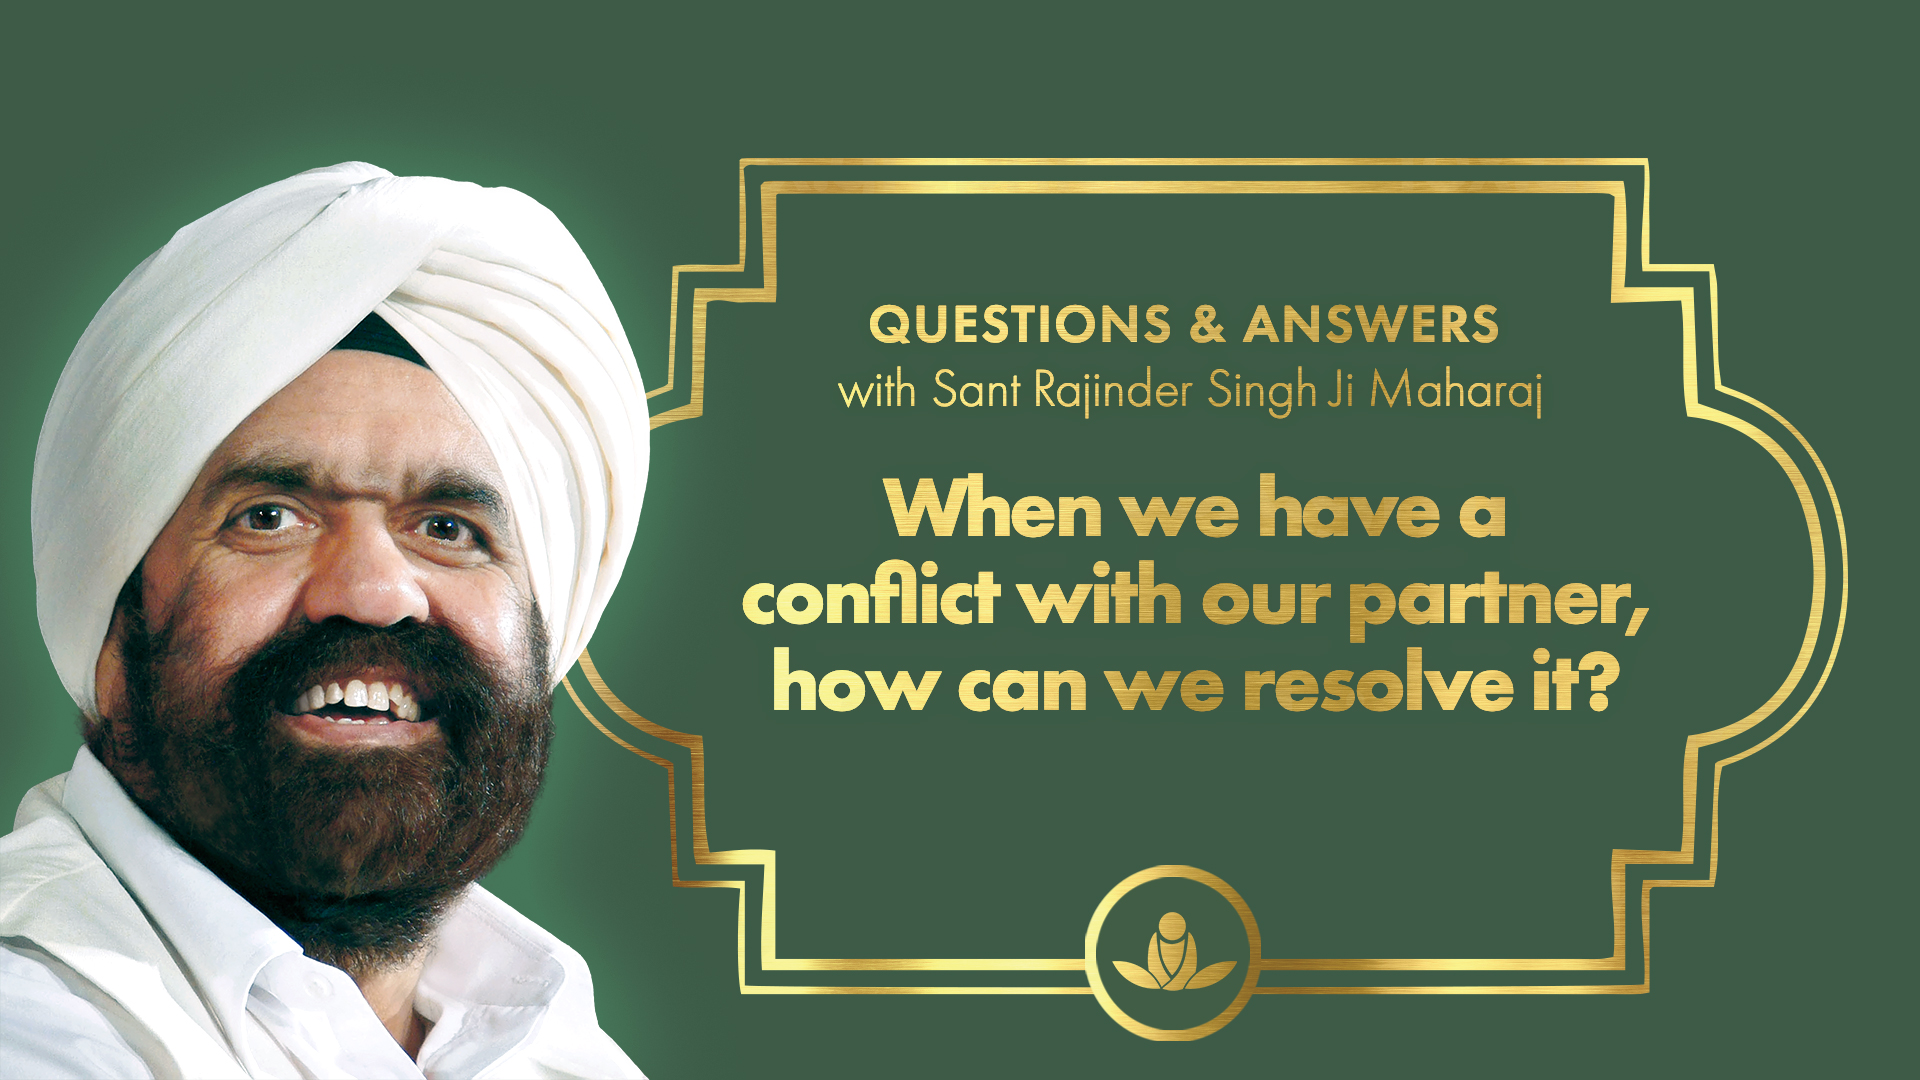 QUESTIONS & ANSWERS
with Sant Rajinder Singh Ji Maharaj
When we have a
conflict with our partner,
how can we resolve it?